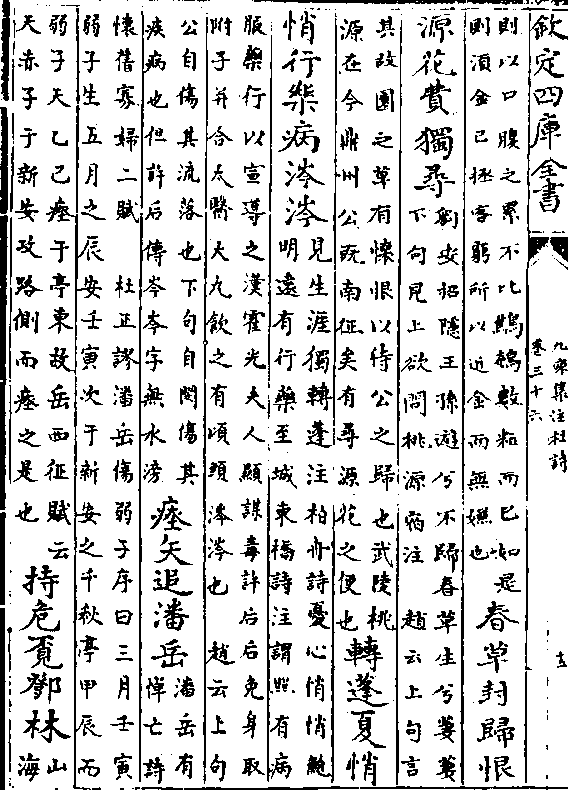 欽定四庫全書
九家集注杜詩
卷三十六
十五
則以口腹之累不比鷦鷯數粒而已如是
則須金已拯客窮所以近金而無嫌也
春草封歸恨
源花費獨尋
劉安招隱王孫遊兮不歸春草生兮萋萋
下句見上欲問桃源宿注 趙云上句言
其故園之草有懷恨以待公之歸也武陵桃
源在今鼎州公既南征矣有尋源花之便也
轉蓬憂悄
悄行藥病涔涔
見生涯獨轉蓬注柏舟詩憂心悄悄鮑
明遠有行藥至城東橋詩注謂照有病
服藥行以宣導之漢霍光夫人顯謀毒許后后免身取
附子并合太醫大丸飲之有頃頭涔涔也 趙云上句
公自傷其流落也下句自閔傷其
疾病也但許后傳岑岑字無水滂
瘞夭追潘岳
潘岳有
悼亡詩
懷舊寡婦二賦 杜正謬潘岳傷弱子序曰三月壬寅
弱子生五月之辰安壬寅次于新安之千秋亭甲辰而
弱子夭乙巳瘞于亭東故岳西征賦云
夭赤子于新安坎路側而瘞之是也
持危覓鄧林
山
海